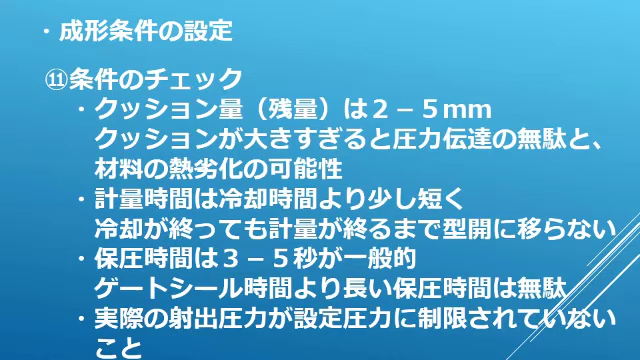 ・成形条件の設定
⑪条件のチェック
・クッション量（残量）は２－５ｍｍ
クッションが大きすぎると圧力伝達の無駄と、
材料の熱劣化の可能性
・計量時間は冷却時間より少し短く
冷却が終っても計量が終るまで型開に移らない
・保圧時間は３－５秒が一般的
ゲートシール時間より長い保圧時間は無駄
・実際の射出圧力が設定圧力に制限されていない
こと